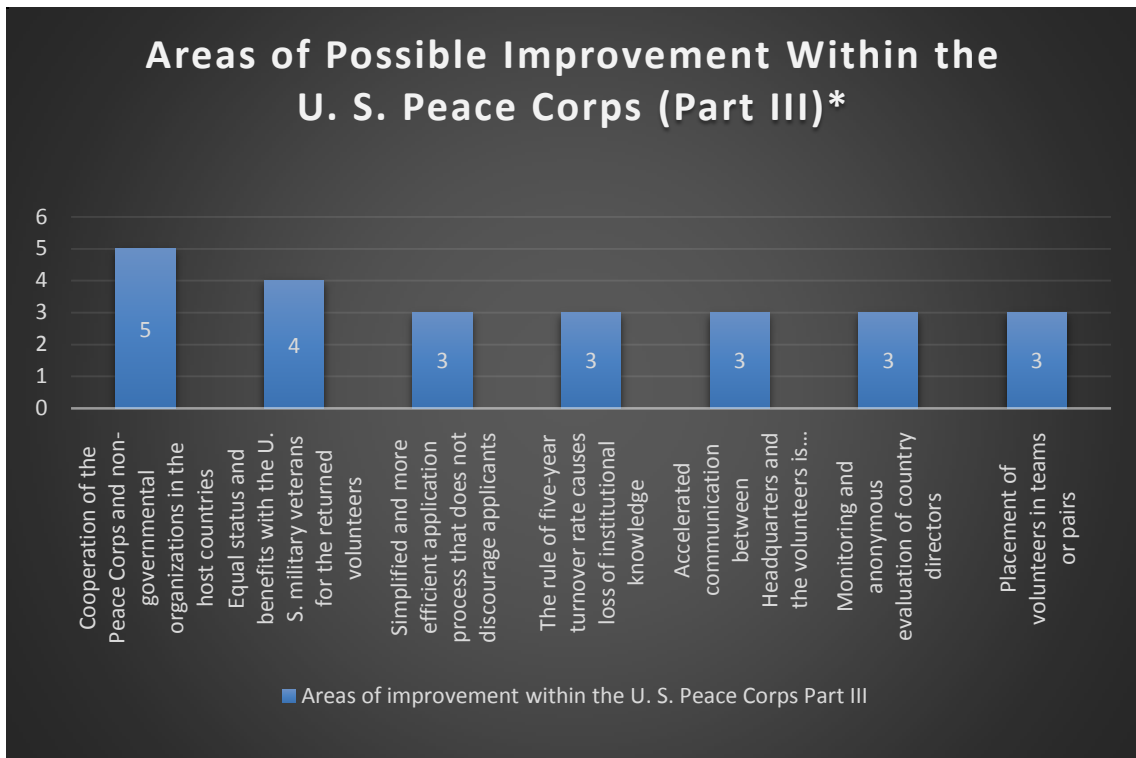 Areas of Possible Improvement Within the
U. S. Peace Corps (Part III)*
6
5
4
3
2
1
0
5
4
3
3
3
3
3
Cooperation of the
Peace Corps and non-
governmental
organizations in the
host countries
Equal status and
benefits with the U.
S. military veterans
for the returned
volunteers
Simplified and more
efficient application
process that does not
discourage applicants
The rule of five-year
turnover rate causes
loss of institutional
knowledge
Accelerated
communication
between
Headquarters and
the volunteers is...
Monitoring and
anonymous
evaluation of country
directors
Placement of
volunteers in teams
or pairs
Areas of improvement within the U. S. Peace Corps Part III